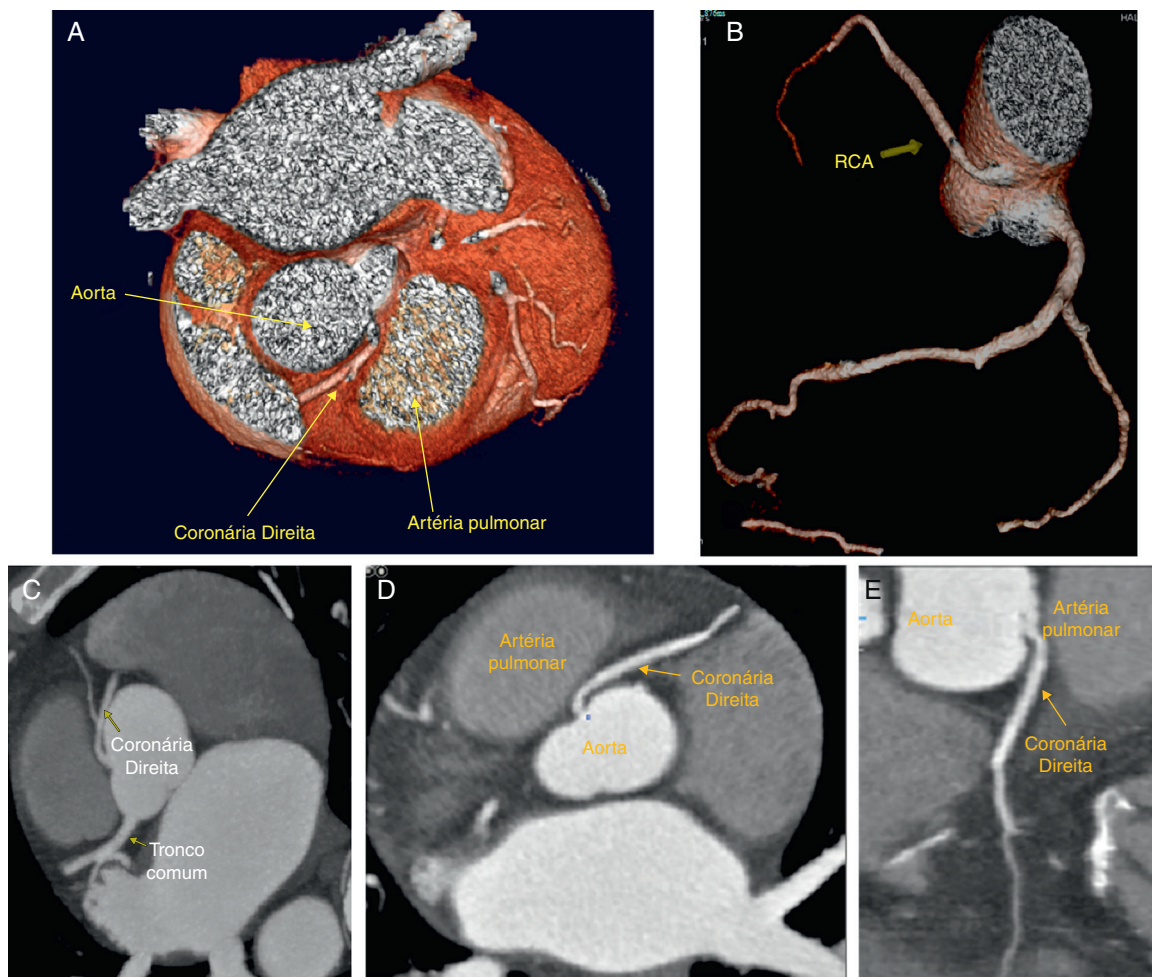 A
Aorta
Coronária Direita
Artéria pulmonar
B
HAL
RCA
C
Coronária
Direita
Tronco
comum
D
Artéria
pulmonar
Coronária
Direita
Aorta
E
Aorta
Artéria
pulmonar
Coronária
Direita